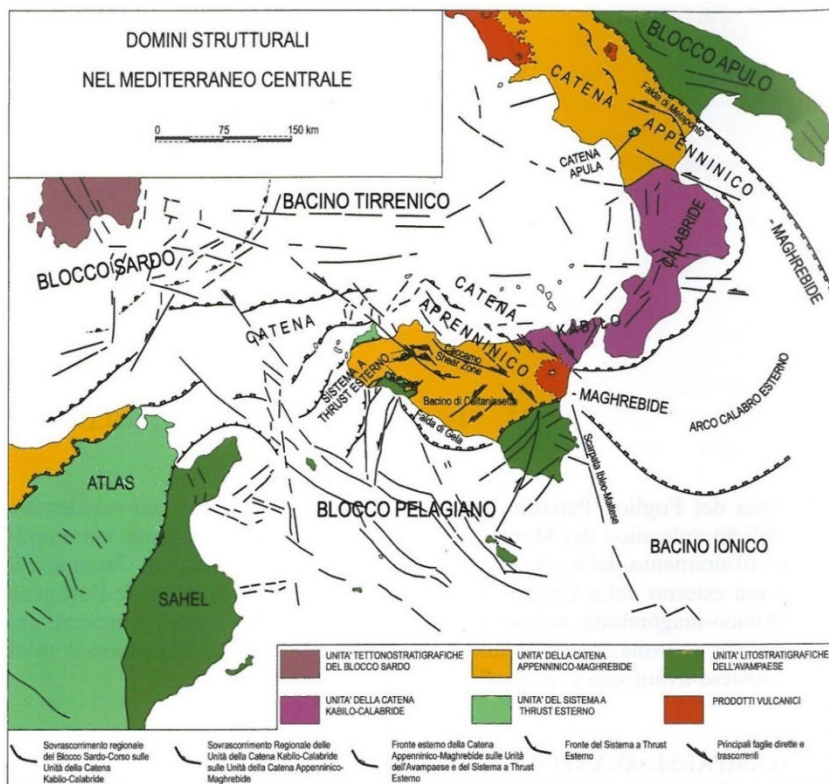 DOMINI STRUTTURALI
NEL MEDITERRANEO CENTRALE
0 75 150 km
BLOCCO APULO
CATENA
Falda di Metaponto
APPENNINICO
CATENA
APULA
BACINO TIRRENICO
CALABRIDE
- MAGHREBIDE
BLOCCO SARDO
CATENA
CATENA
APPENNINICO
KABILO
SISTEMA A
THRUST ESTERNO
Shear Zone
Bacino di Caltanissetta
- MAGHREBIDE
ARCO CALABRO ESTERNO
Falda di Gela
Scarpata Ibleo-Maltese
ATLAS
BLOCCO PELAGIANO
BACINO IONICO
SAHEL
UNITA' TETTONOSTRATIGRAFICHE
DEL BLOCCO SARDO
UNITA' DELLA CATENA
APPENNINICO-MAGHREBIDE
UNITA' LITOSTRATIGRAFICHE
DELL'AVAMPAESE
UNITA' DELLA CATENA
KABILO-CALABRIDE
UNITA' DEL SISTEMA A
THRUST ESTERNO
PRODOTTI VULCANICI
Sovrascorrimento regionale
del Blocco Sardo-Corso sulle
Unità della Catena
Kabilo-Calabride
Sovrascorrimento Regionale delle
Unità della Catena Kabilo-Calabride
sulle Unità della Catena Appenninico-
Maghrebide
Fronte esterno della Catena
Appenninico-Maghrebide sulle Unità
dell'Avampaese e del Sistema a Thrust
Esterno
Fronte del Sistema a Thrust
Esterno
Principali faglie dirette e
trascorrenti